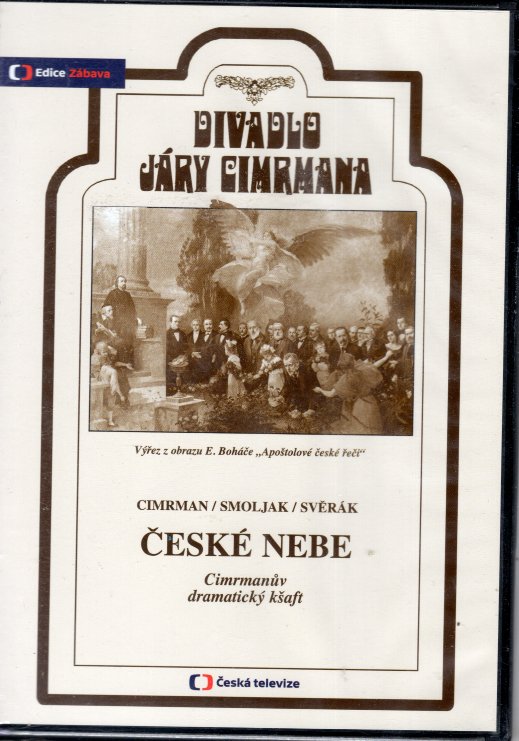 Edice Zábava
DIVADLO
JÁRY CIMRMANA
Výřez z obrazu E. Boháče „Apoštolové české řeči“
CIMRMAN / SMOLJAK / SVĚRÁK
ČESKÉ NEBE
Cimrmanův
dramatický kšaft
Česká televize